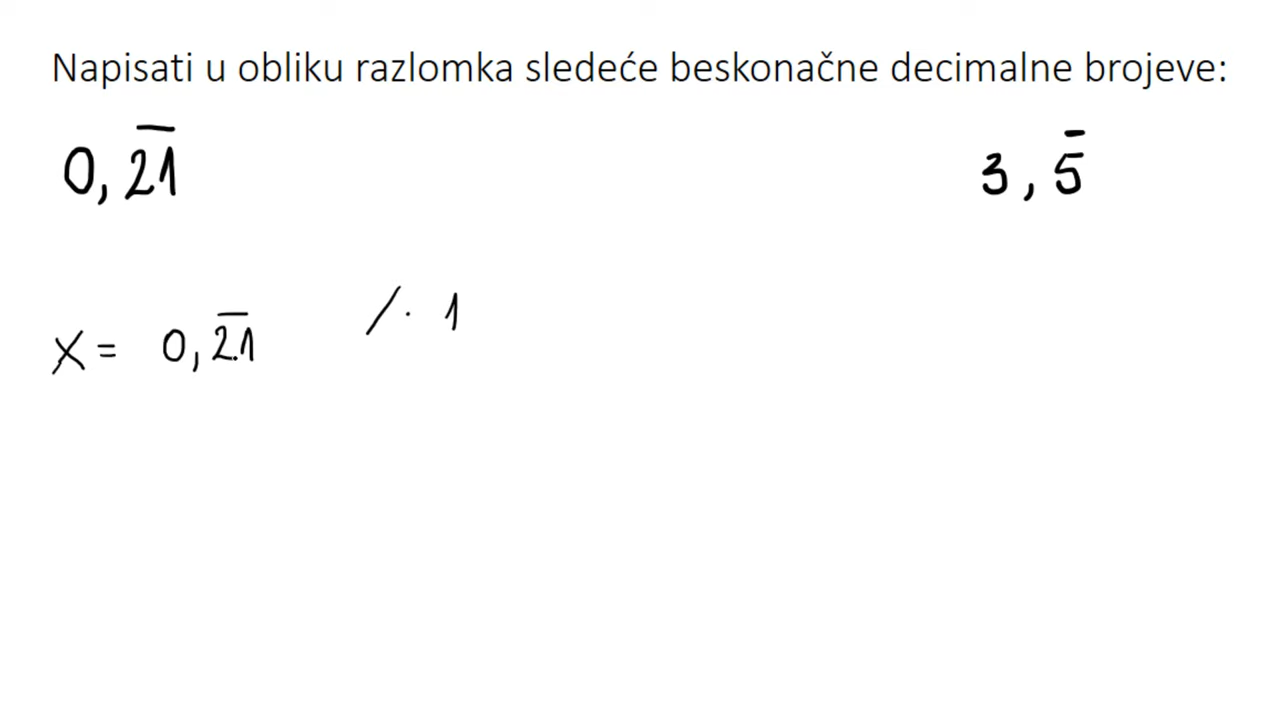 Napisati u obliku razlomka sledeće beskonačne decimalne brojeve:
0,2̅1̅ 3,5̅
x = 0,2̅1̅ /· 1